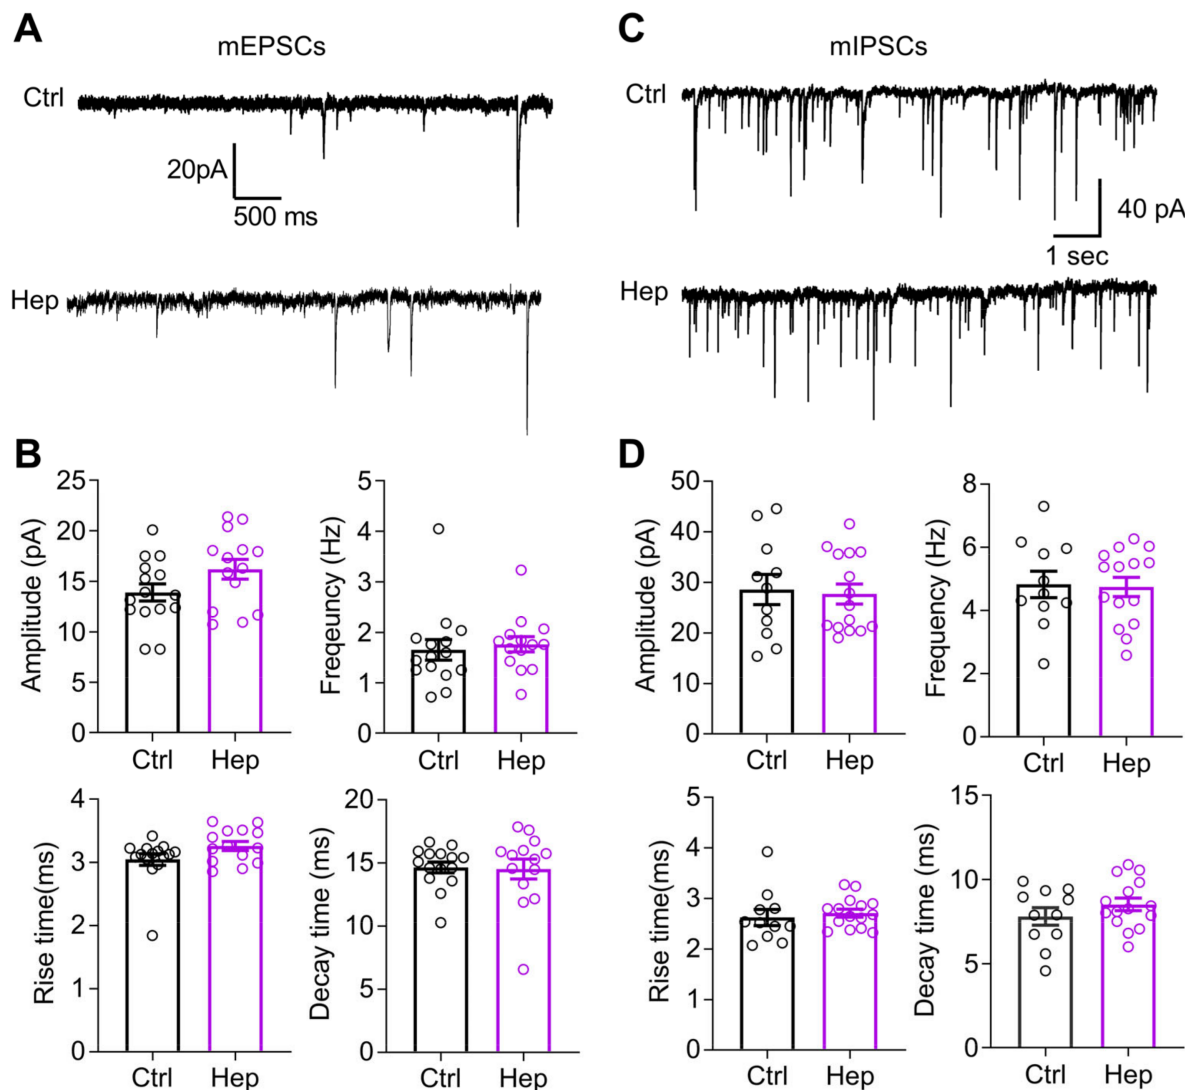 A
mEPSCs
Ctrl
20pA
500 ms
Hep
C
mIPSCs
Ctrl
40 pA
1 sec
Hep
B
Amplitude (pA)
25
20
15
10
5
0
Ctrl
Hep
Freqeuncy (Hz)
5
4
3
2
1
0
Ctrl
Hep
Rise time(ms)
4
3
2
1
0
Ctrl
Hep
Decay time (ms)
20
15
10
5
0
Ctrl
Hep
D
Amplitude (pA)
50
40
30
20
10
0
Ctrl
Hep
Frequency (Hz)
8
6
4
2
0
Ctrl
Hep
Rise time(ms)
5
4
3
2
1
0
Ctrl
Hep
Decay time (ms)
15
10
5
0
Ctrl
Hep